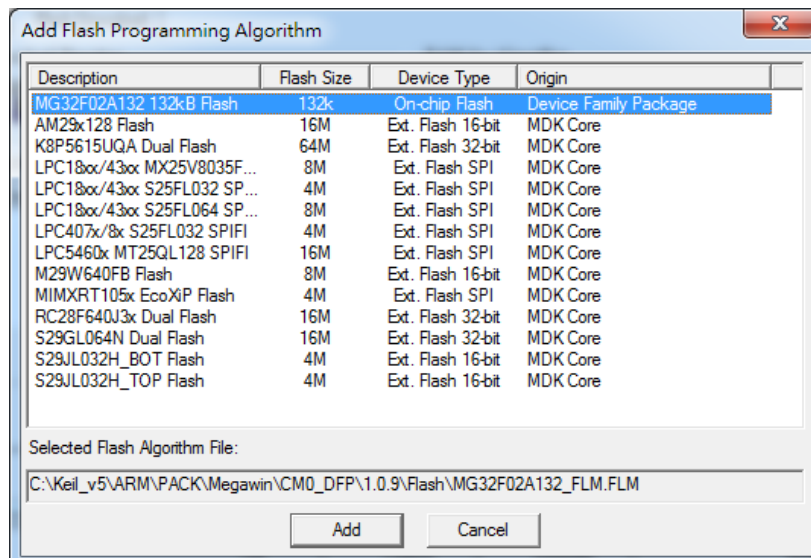 Add Flash Programming Algorithm
Description Flash Size Device Type Origin
MG32F02A132 132kB Flash 132k On-chip Flash Device Family Package
AM29x128 Flash 16M Ext. Flash 16-bit MDK Core
K8P5615UQA Dual Flash 64M Ext. Flash 32-bit MDK Core
LPC18xx/43xx MX25V8035F... 8M Ext. Flash SPI MDK Core
LPC18xx/43xx S25FL032 SP... 4M Ext. Flash SPI MDK Core
LPC18xx/43xx S25FL064 SP... 8M Ext. Flash SPI MDK Core
LPC407x/8x S25FL032 SPIFI 4M Ext. Flash SPI MDK Core
LPC5460x MT25QL128 SPIFI 16M Ext. Flash SPI MDK Core
M29W640FB Flash 8M Ext. Flash 16-bit MDK Core
MIMXRT105x EcoXiP Flash 4M Ext. Flash SPI MDK Core
RC28F640J3x Dual Flash 16M Ext. Flash 32-bit MDK Core
S29GL064N Dual Flash 16M Ext. Flash 32-bit MDK Core
S29JL032H_BOT Flash 4M Ext. Flash 16-bit MDK Core
S29JL032H_TOP Flash 4M Ext. Flash 16-bit MDK Core
Selected Flash Algorithm File:
C:\Keil_v5\ARM\PACK\Megawin\CM0_DFP\1.0.9\Flash\MG32F02A132_FLM.FLM
Add Cancel